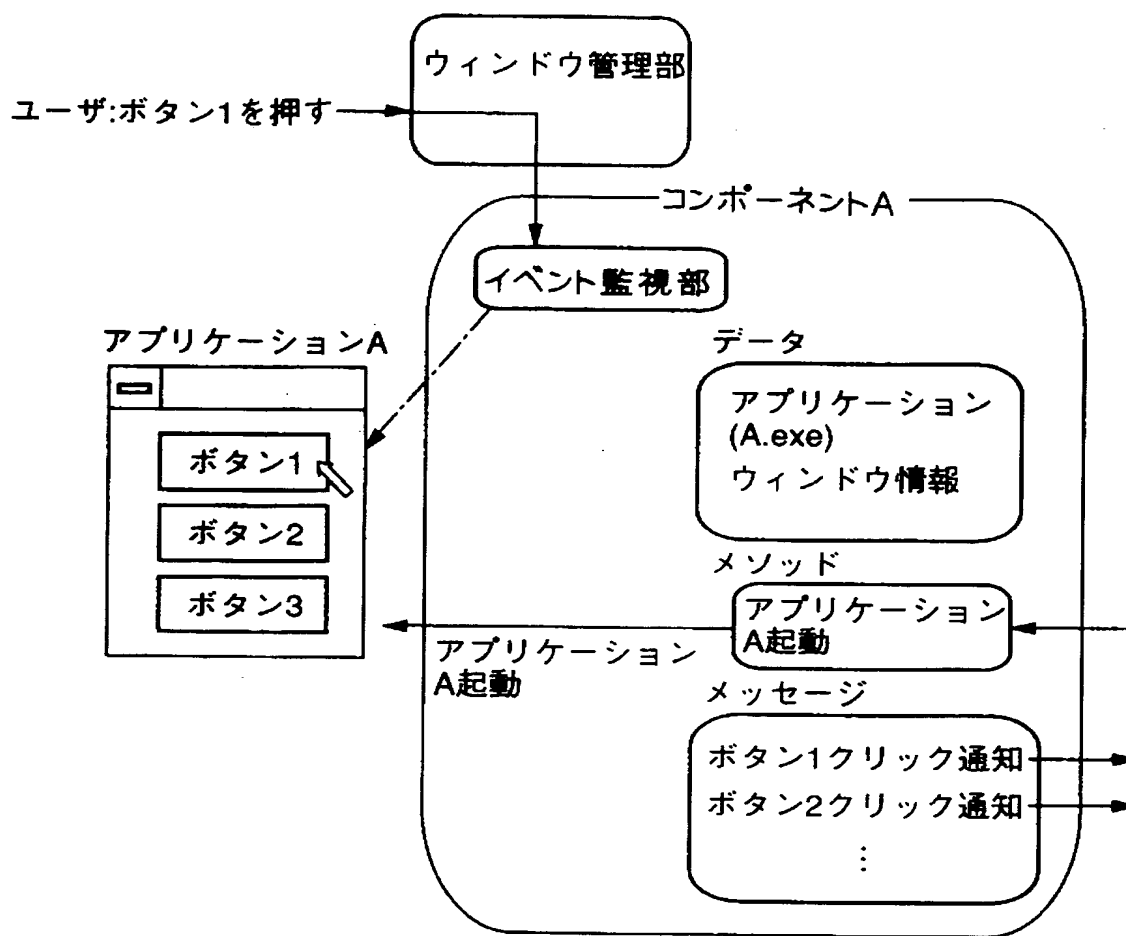 ウィンドウ管理部
ユーザ:ボタン1を押す
コンポーネントA
イベント監視部
アプリケーションA
ボタン1
ボタン2
ボタン3
データ
アプリケーション
(A.exe)
ウィンドウ情報
メソッド
アプリケーション
A起動
アプリケーション
A起動
メッセージ
ボタン1クリック通知
ボタン2クリック通知
⋮